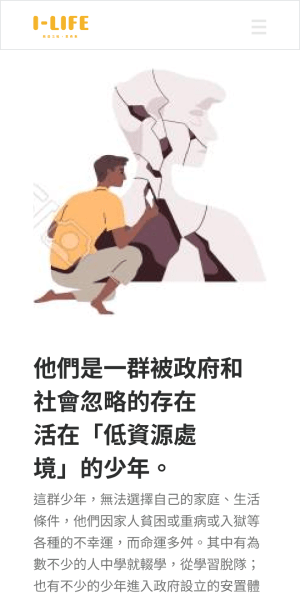 I-LIFE
他們是一群被政府和
社會忽略的存在
活在「低資源處
境」的少年。
這群少年，無法選擇自己的家庭、生活
條件，他們因家人貧困或重病或入獄等
各種的不幸運，而命運多舛。其中有為
數不少的人中學就輟學，從學習脫隊；
也有不少的少年進入政府設立的安置體